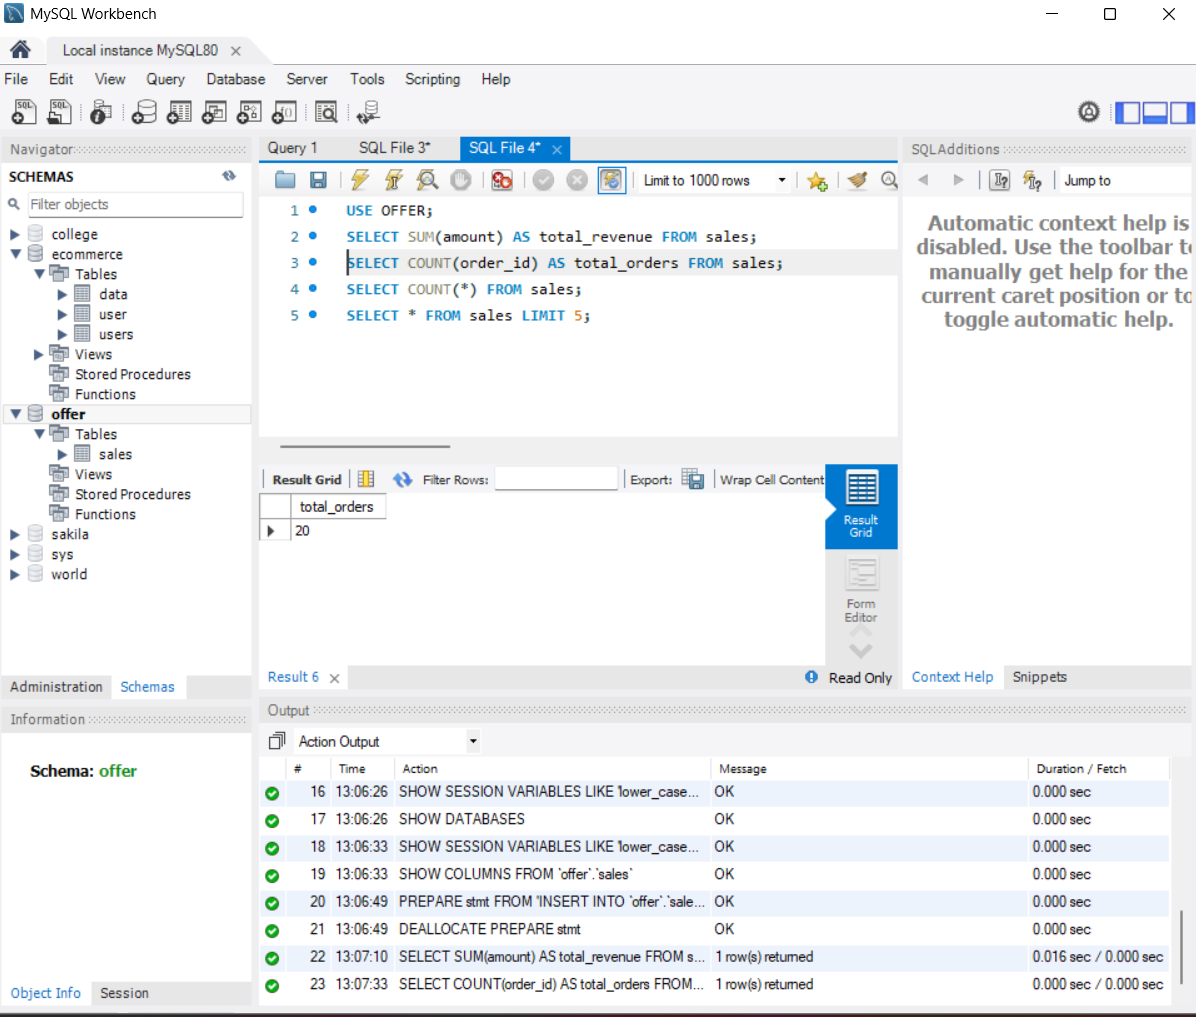 MySQL Workbench
Local instance MySQL80
File Edit View Query Database Server Tools Scripting Help
Navigator
SCHEMAS
Filter objects
college
ecommerce
Tables
data
user
users
Views
Stored Procedures
Functions
offer
Tables
sales
Views
Stored Procedures
Functions
sakila
sys
world
Administration Schemas
Information
Schema: offer
Object Info Session
Query 1 SQL File 3* SQL File 4*
Limit to 1000 rows
1 USE OFFER;
2 SELECT SUM(amount) AS total_revenue FROM sales;
3 SELECT COUNT(order_id) AS total_orders FROM sales;
4 SELECT COUNT(*) FROM sales;
5 SELECT * FROM sales LIMIT 5;
Result Grid Filter Rows: Export: Wrap Cell Content
total_orders
20
Result
Grid
Form
Editor
Result 6 Read Only
SQLAdditions
Jump to
Automatic context help is
disabled. Use the toolbar to
manually get help for the
current caret position or to
toggle automatic help.
Context Help Snippets
Output
Action Output
# Time Action Message Duration / Fetch
16 13:06:26 SHOW SESSION VARIABLES LIKE 'lower_case... OK 0.000 sec
17 13:06:26 SHOW DATABASES OK 0.000 sec
18 13:06:33 SHOW SESSION VARIABLES LIKE 'lower_case... OK 0.000 sec
19 13:06:33 SHOW COLUMNS FROM `offer`.`sales` OK 0.000 sec
20 13:06:49 PREPARE stmt FROM 'INSERT INTO `offer`.`sale... OK 0.000 sec
21 13:06:49 DEALLOCATE PREPARE stmt OK 0.000 sec
22 13:07:10 SELECT SUM(amount) AS total_revenue FROM s... 1 row(s) returned 0.016 sec / 0.000 sec
23 13:07:33 SELECT COUNT(order_id) AS total_orders FROM... 1 row(s) returned 0.000 sec / 0.000 sec